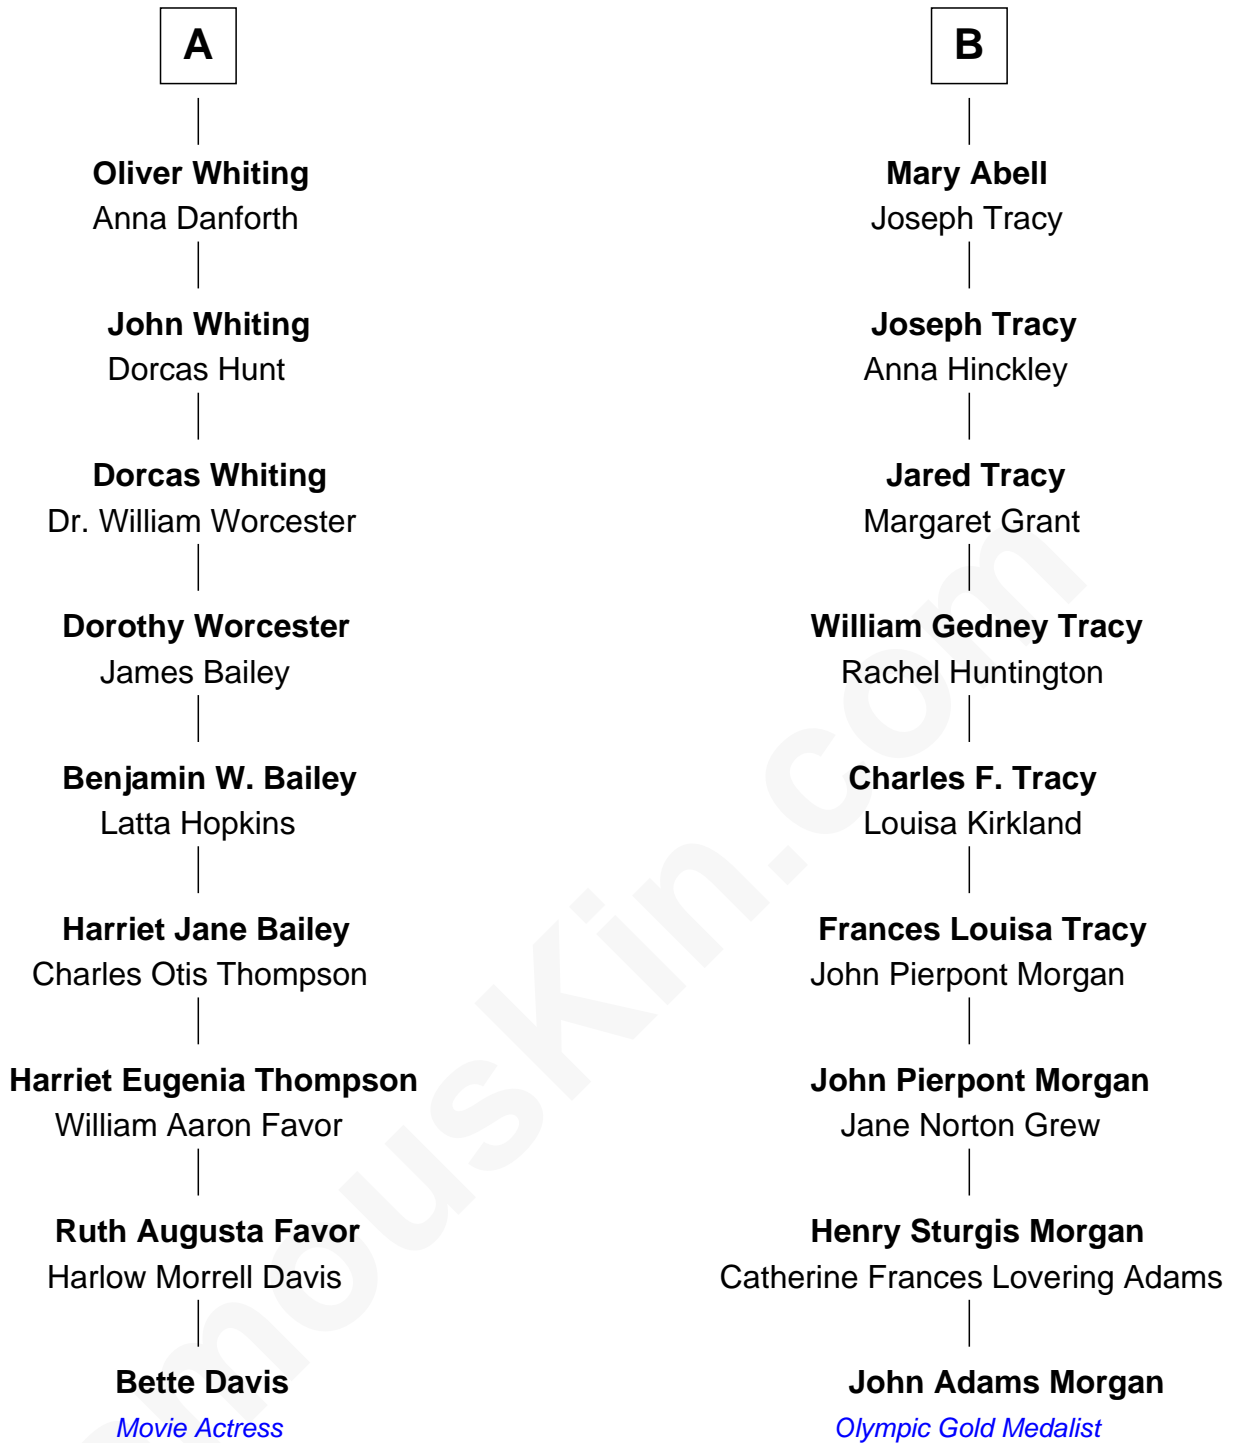 A
Oliver Whiting
Anna Danforth
John Whiting
Dorcas Hunt
Dorcas Whiting
Dr. William Worcester
Dorothy Worcester
James Bailey
Benjamin W. Bailey
Latta Hopkins
Harriet Jane Bailey
Charles Otis Thompson
Harriet Eugenia Thompson
William Aaron Favor
Ruth Augusta Favor
Harlow Morrell Davis
Bette Davis
Movie Actress
B
Mary Abell
Joseph Tracy
Joseph Tracy
Anna Hinckley
Jared Tracy
Margaret Grant
William Gedney Tracy
Rachel Huntington
Charles F. Tracy
Louisa Kirkland
Frances Louisa Tracy
John Pierpont Morgan
John Pierpont Morgan
Jane Norton Grew
Henry Sturgis Morgan
Catherine Frances Lovering Adams
John Adams Morgan
Olympic Gold Medalist
mousKin.com